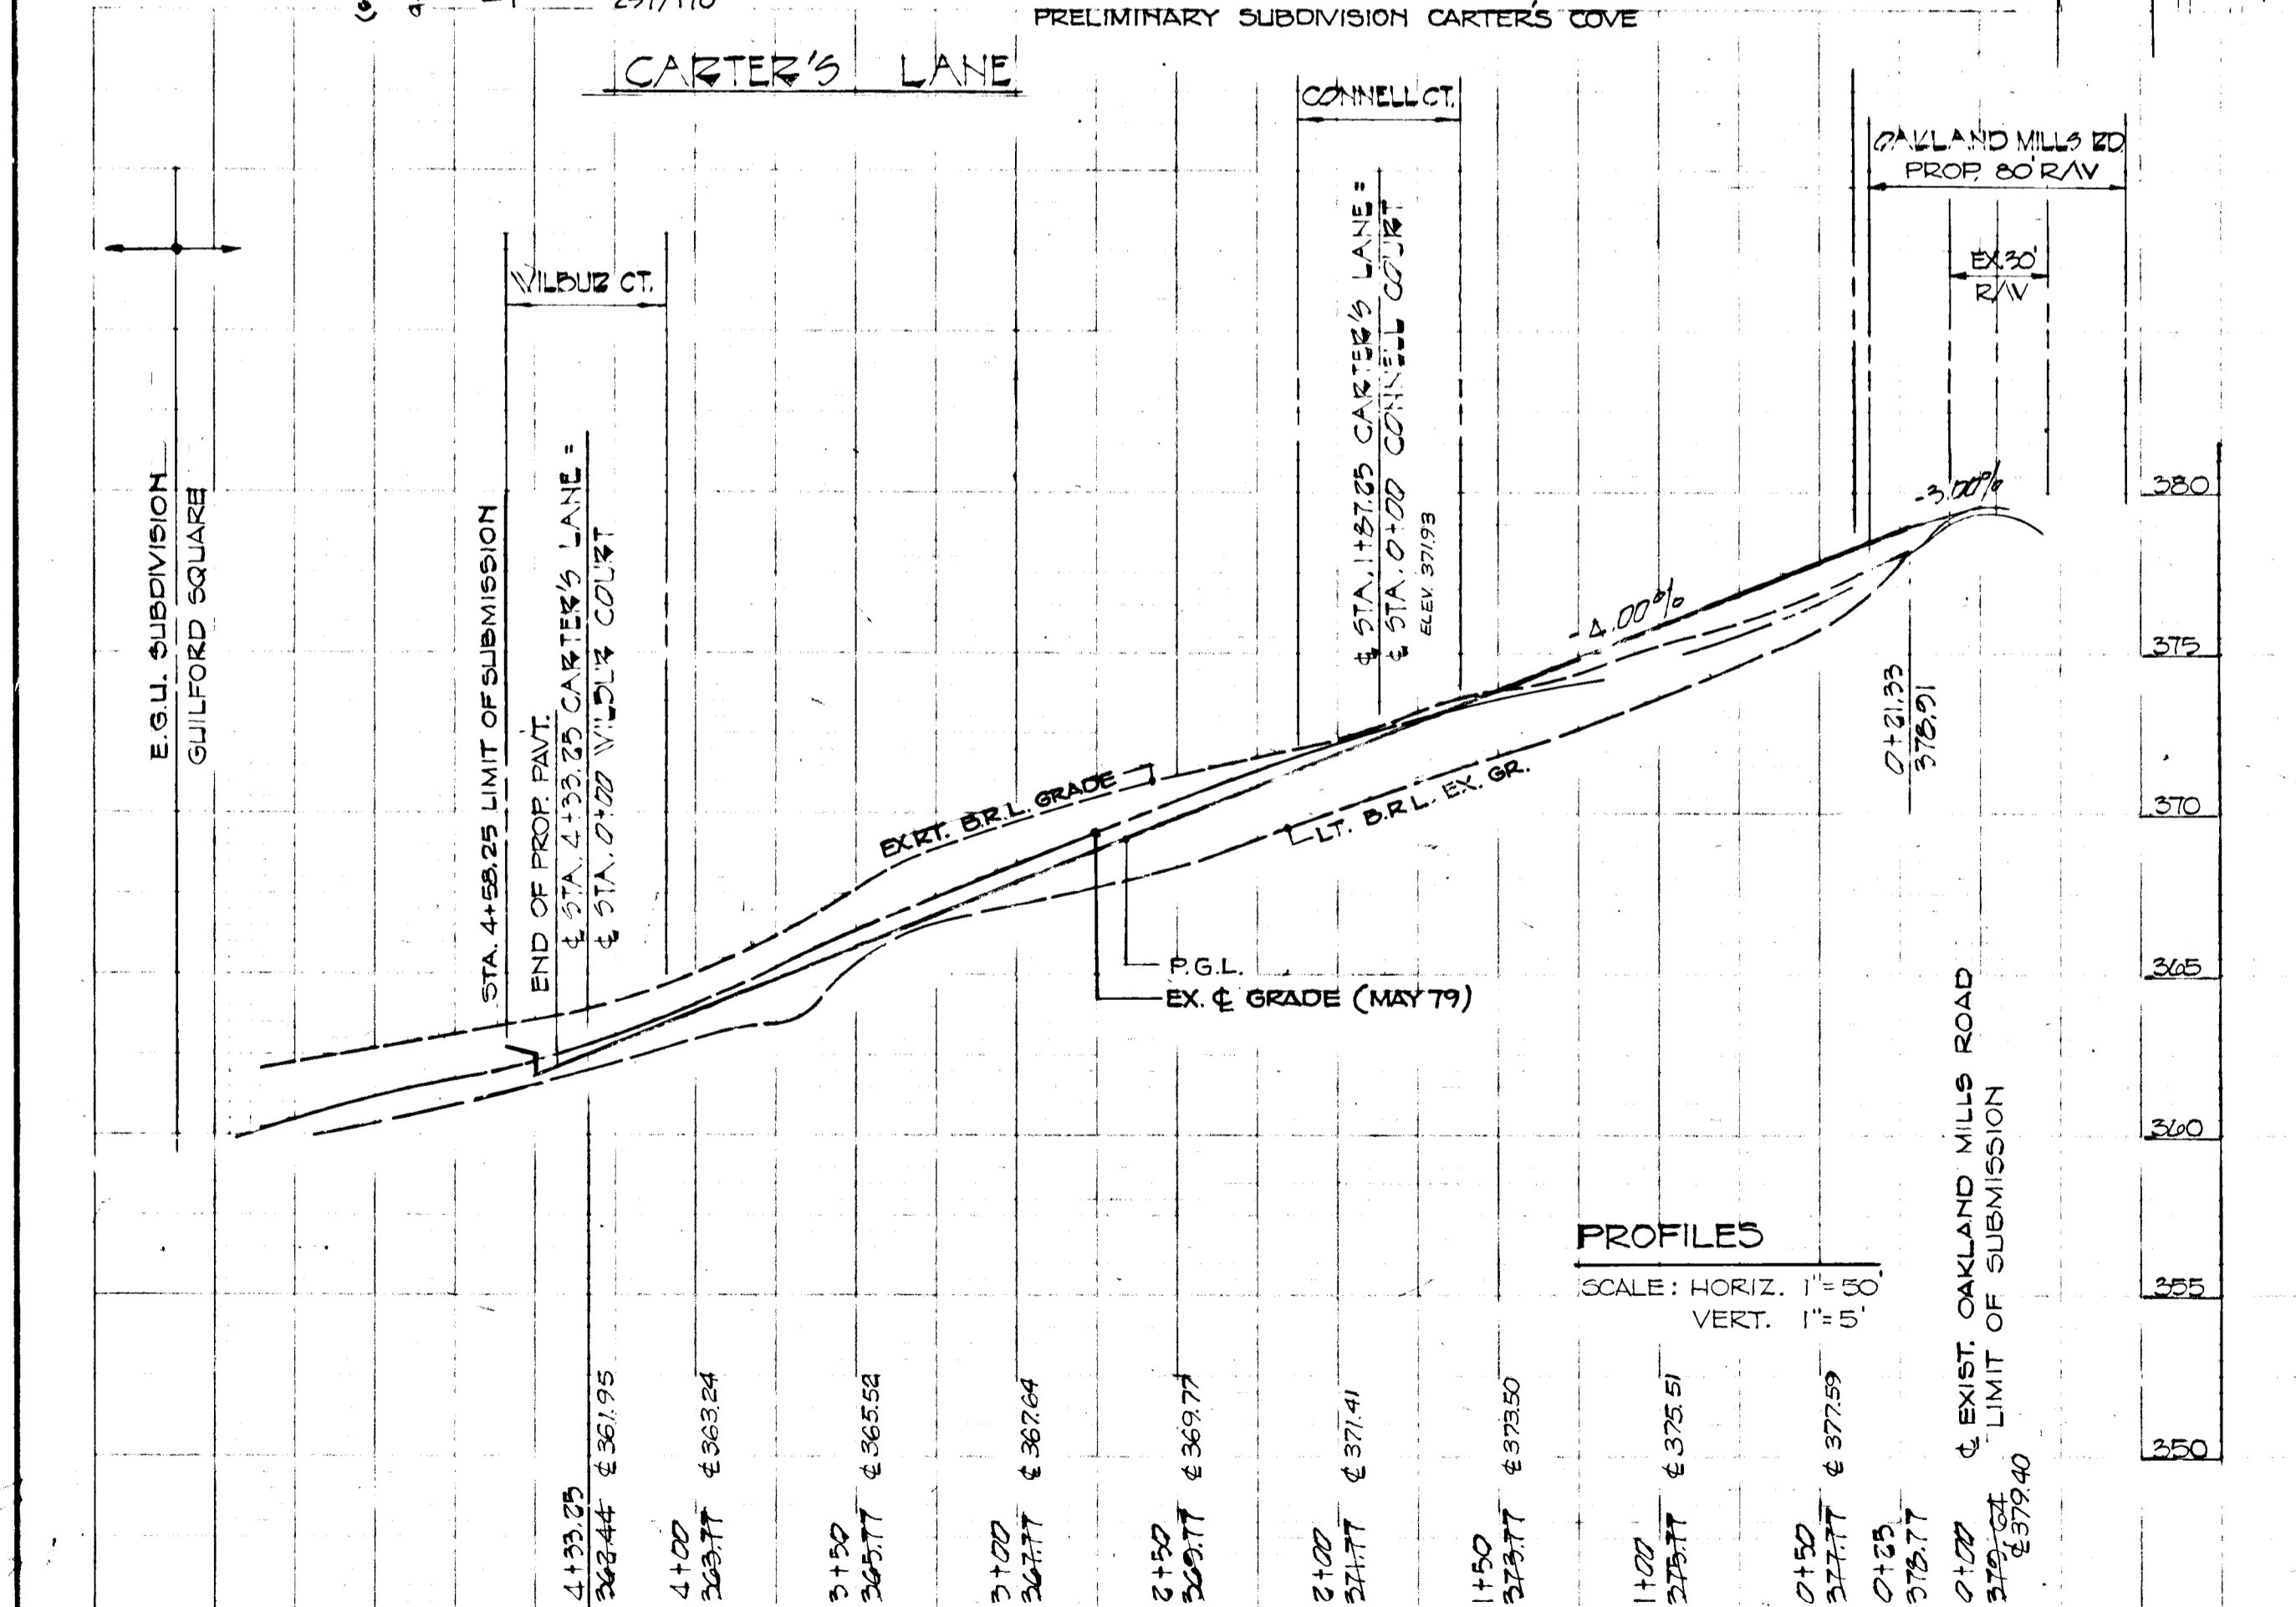 251/110
PRELIMINARY SUBDIVISION CARTER'S COVE
CARTER'S LANE
CONNELL CT.
OAKLAND MILLS RD.
PROP. 80' R/W
EX. 30'
R/W
WILBUR CT.
E.G.U. SUBDIVISION
GUILFORD SQUARE
STA. 4+58.25 LIMIT OF SUBMISSION
END OF PROP. PAVT.
℄ STA. 4+33.25 CARTER'S LANE =
℄ STA. 0+00 WILBUR COURT
℄ STA. 1+87.25 CARTER'S LANE =
℄ STA. 0+00 CONNELL COURT
ELEV. 371.93
-3.00%
-4.00%
0+21.33
378.91
EX. RT. B.R.L. GRADE
LT. B.R.L. EX. GR.
P.G.L.
EX. ℄ GRADE (MAY 79)
380
375
370
365
360
355
350
PROFILES
SCALE: HORIZ. 1"=50'
VERT. 1"=5'
℄ EXIST. OAKLAND MILLS ROAD
LIMIT OF SUBMISSION
4+33.25
362.44 ℄ 361.95
4+00
363.77 ℄ 363.24
3+50
365.77 ℄ 365.52
3+00
367.77 ℄ 367.64
2+50
369.77 ℄ 369.77
2+00
371.77 ℄ 371.41
1+50
373.77 ℄ 373.50
1+00
375.77 ℄ 375.51
0+50
377.77 ℄ 377.59
0+25
378.77
0+00
379.64
℄ 379.40